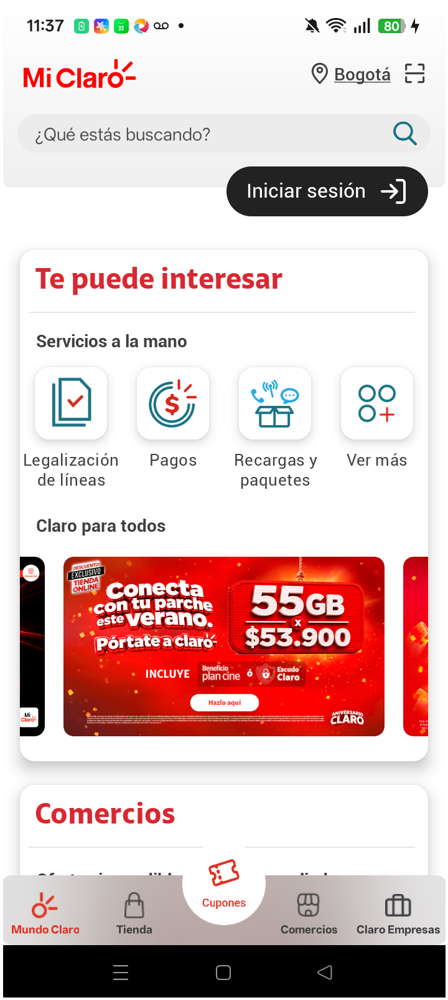 11:37
80
Mi Claro
Bogotá
¿Qué estás buscando?
Iniciar sesión
Te puede interesar
Servicios a la mano
Legalización
de líneas
Pagos
Recargas y
paquetes
Ver más
Claro para todos
DESCUENTO
EXCLUSIVO
TIENDA
ONLINE
Conecta
con tu parche
este verano.
Pórtate a claro
55GB
X
$53.900
INCLUYE
Beneficio
plan cine
ó
Escudo
Claro
Hazlo aquí
ANIVERSARIO
CLARO
Mi
Claro
Comercios
Cupones
Mundo Claro
Tienda
Comercios
Claro Empresas